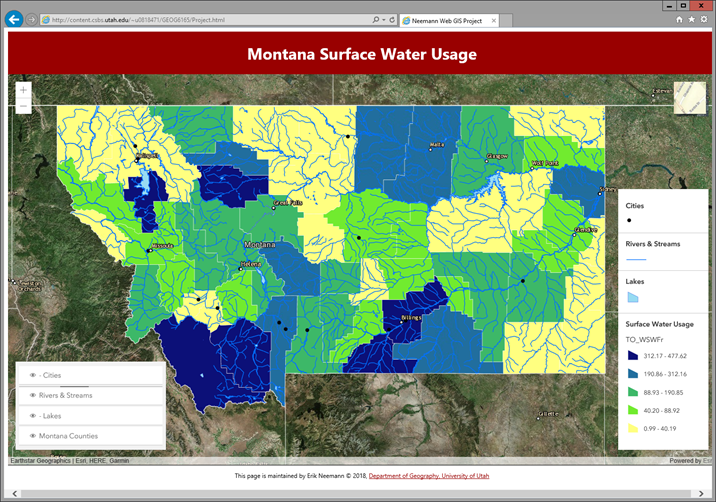 http://content.csbs.utah.edu/~u0818471/GEOG6165/Project.html
Neemann Web GIS Project
Montana Surface Water Usage
+
−
Estevan
Kalispell
Malta
Glasgow
Wolf Point
Sidney
Great Falls
Glendive
Missoula
Montana
Helena
Lewiston
Orchards
Billings
Gillette
Cities
Rivers & Streams
Lakes
Surface Water Usage
TO_WSWFr
312.17 - 477.62
190.86 - 312.16
88.93 - 190.85
40.20 - 88.92
0.99 - 40.19
- Cities
Rivers & Streams
- Lakes
Montana Counties
Earthstar Geographics | Esri, HERE, Garmin
Powered by Esri
This page is maintained by Erik Neemann © 2018, Department of Geography, University of Utah